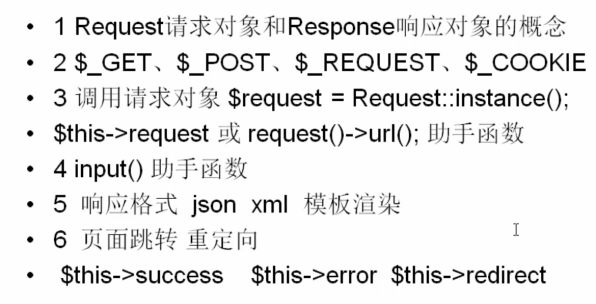 • 1 Request请求对象和Response响应对象的概念
• 2 $_GET、$_POST、$_REQUEST、$_COOKIE
• 3 调用请求对象 $request = Request::instance();
• $this->request 或 request()->url(); 助手函数
• 4 input() 助手函数
• 5 响应格式 json xml 模板渲染
• 6 页面跳转 重定向
• $this->success $this->error $this->redirect